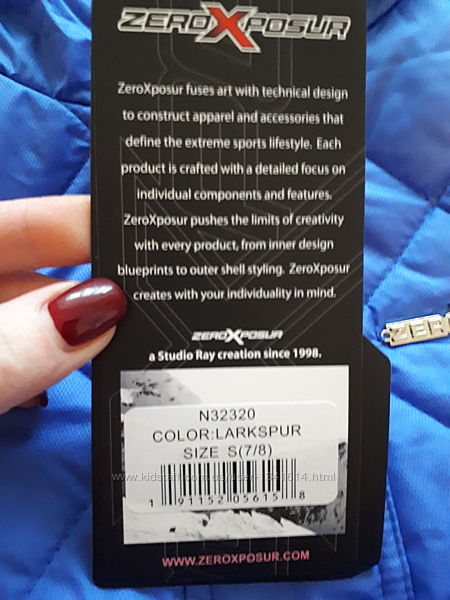 ZEROXPOSUR
ZeroXposur fuses art with technical design
to construct apparel and accessories that
define the extreme sports lifestyle. Each
product is crafted with a detailed focus on
individual components and features.
ZeroXposur pushes the limits of creativity
with every product, from inner design
blueprints to outer shell styling. ZeroXposur
creates with your individuality in mind.
ZEROXPOSUR
a Studio Ray creation since 1998.
N32320
COLOR:LARKSPUR
SIZE S(7/8)
1 91152 05615 8
WWW.ZEROXPOSUR.COM
ZERO